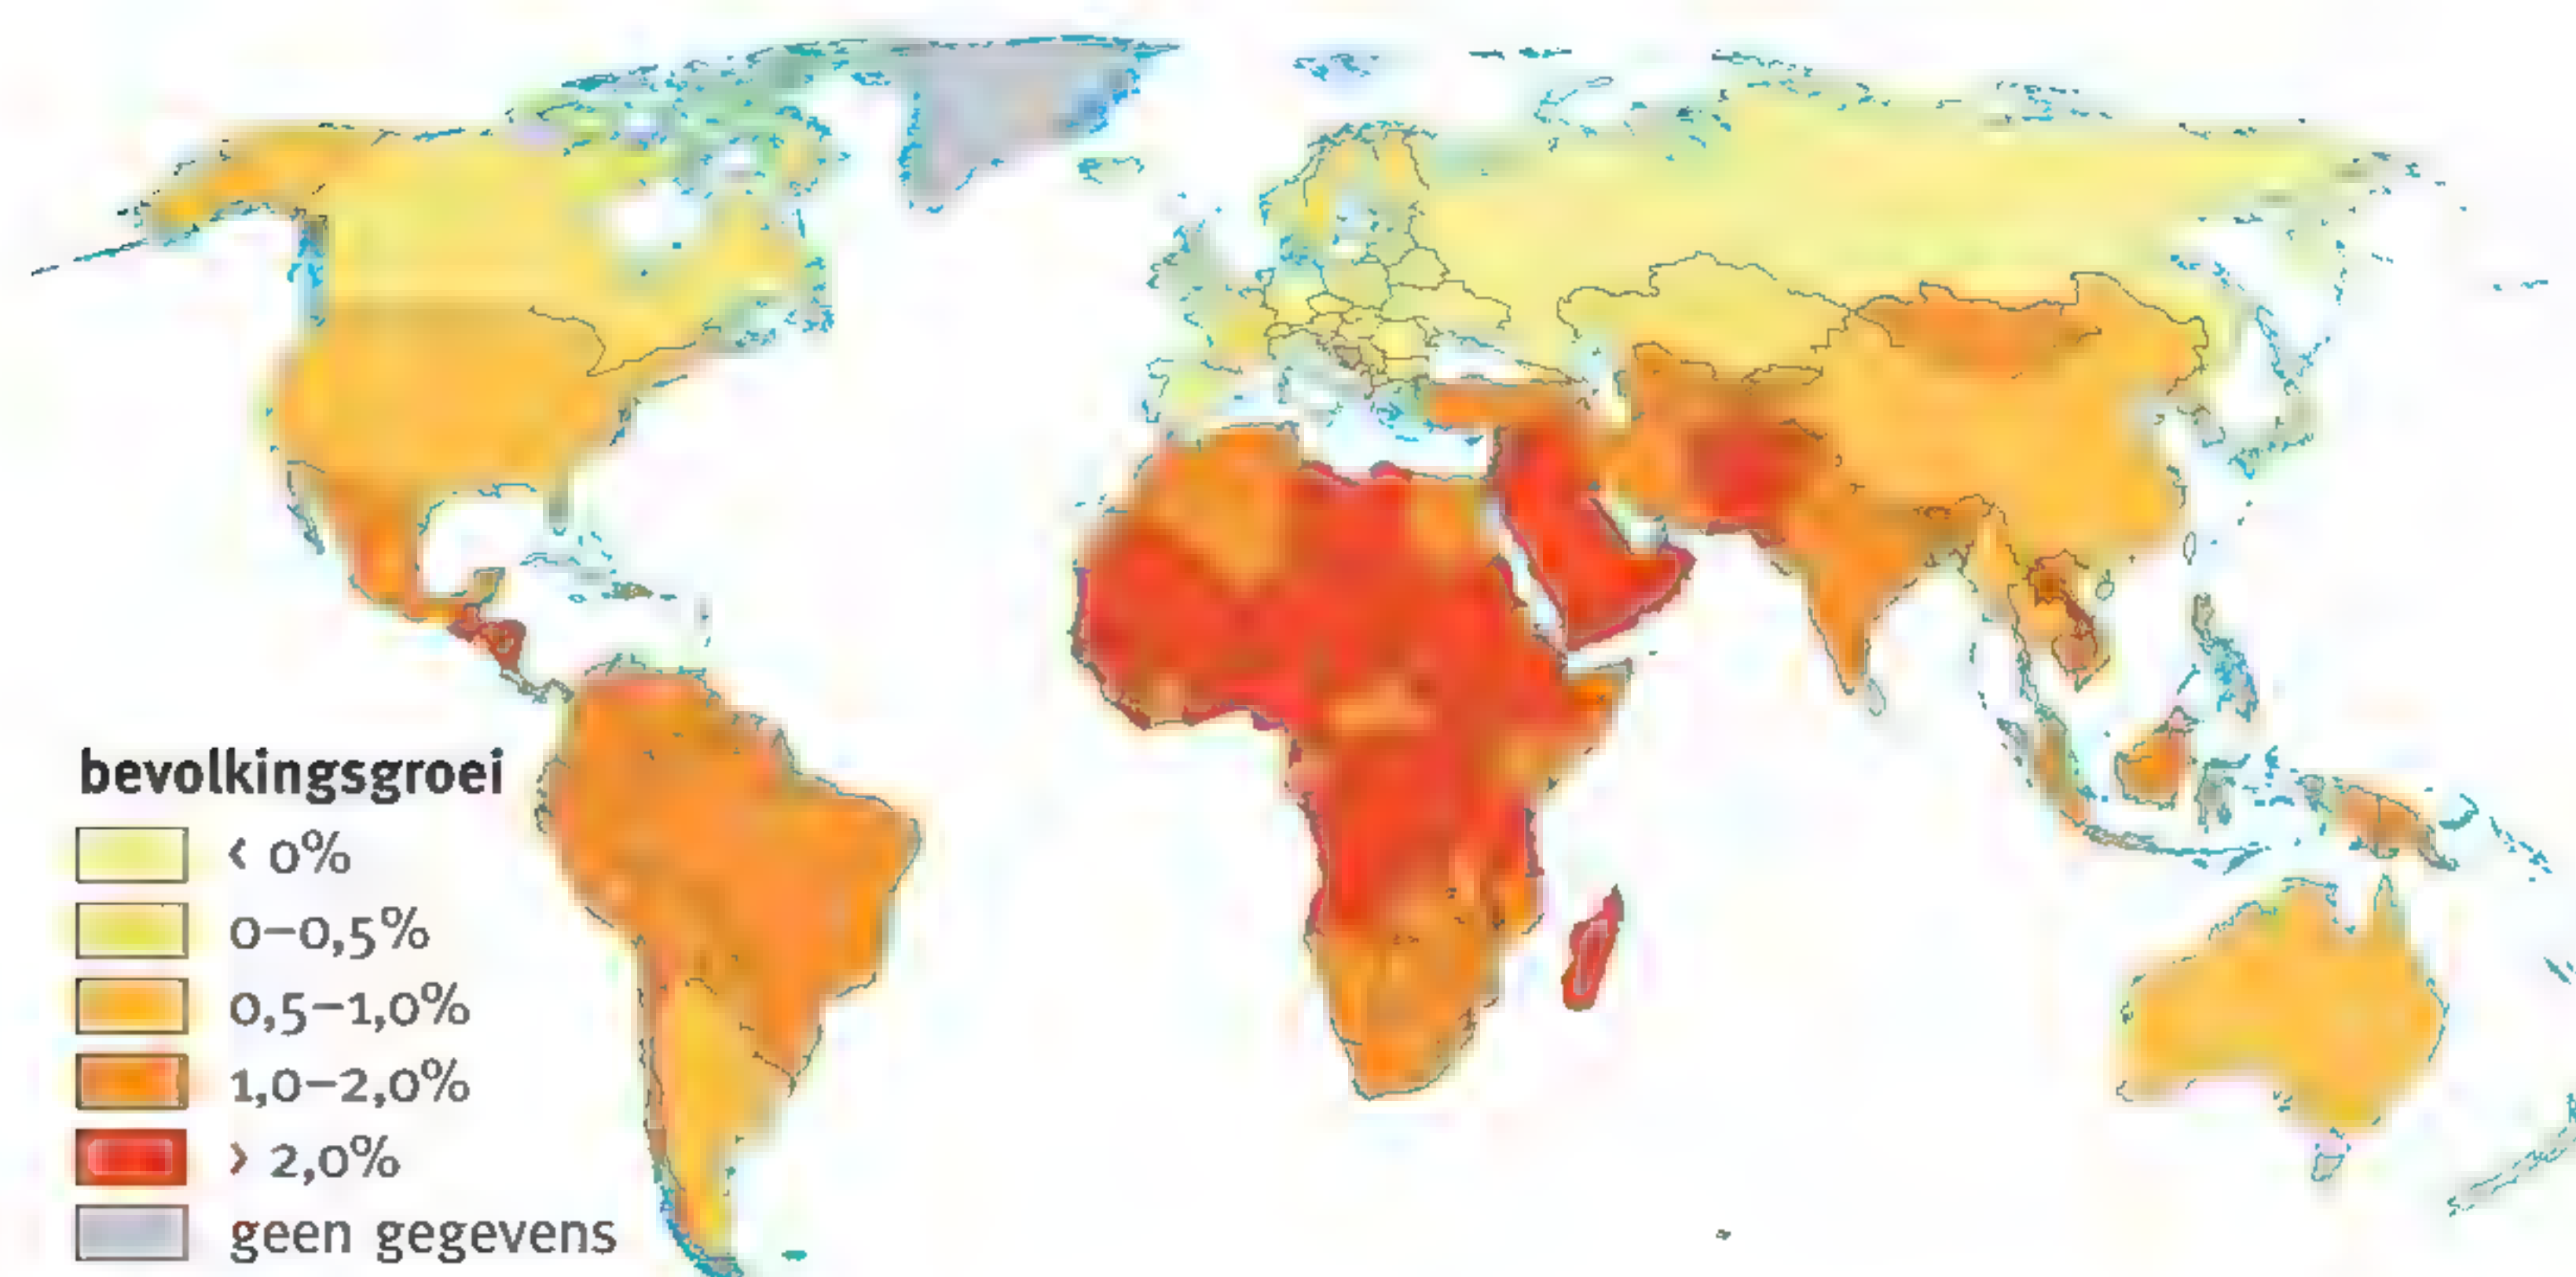 bevolkingsgroei
< 0%
0–0,5%
0,5–1,0%
1,0–2,0%
> 2,0%
geen gegevens